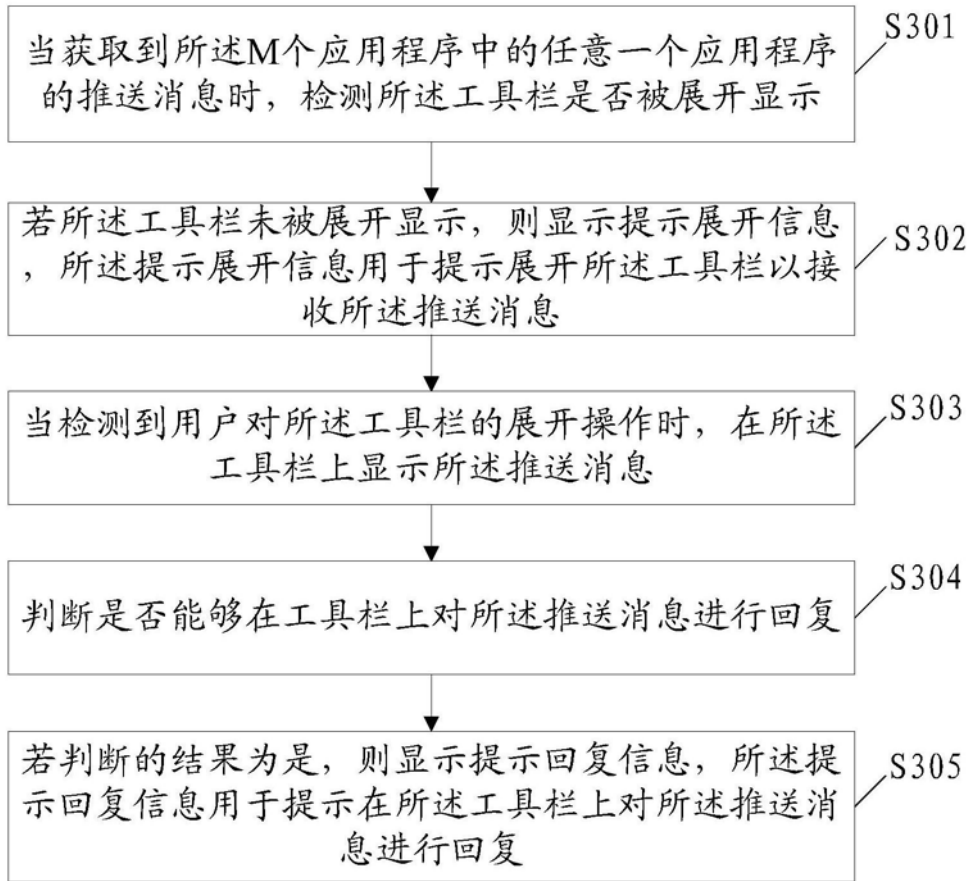 当获取到所述M个应用程序中的任意一个应用程序
的推送消息时，检测所述工具栏是否被展开显示
S301
若所述工具栏未被展开显示，则显示提示展开信息
，所述提示展开信息用于提示展开所述工具栏以接
收所述推送消息
S302
当检测到用户对所述工具栏的展开操作时，在所述
工具栏上显示所述推送消息
S303
判断是否能够在工具栏上对所述推送消息进行回复
S304
若判断的结果为是，则显示提示回复信息，所述提
示回复信息用于提示在所述工具栏上对所述推送消
息进行回复
S305